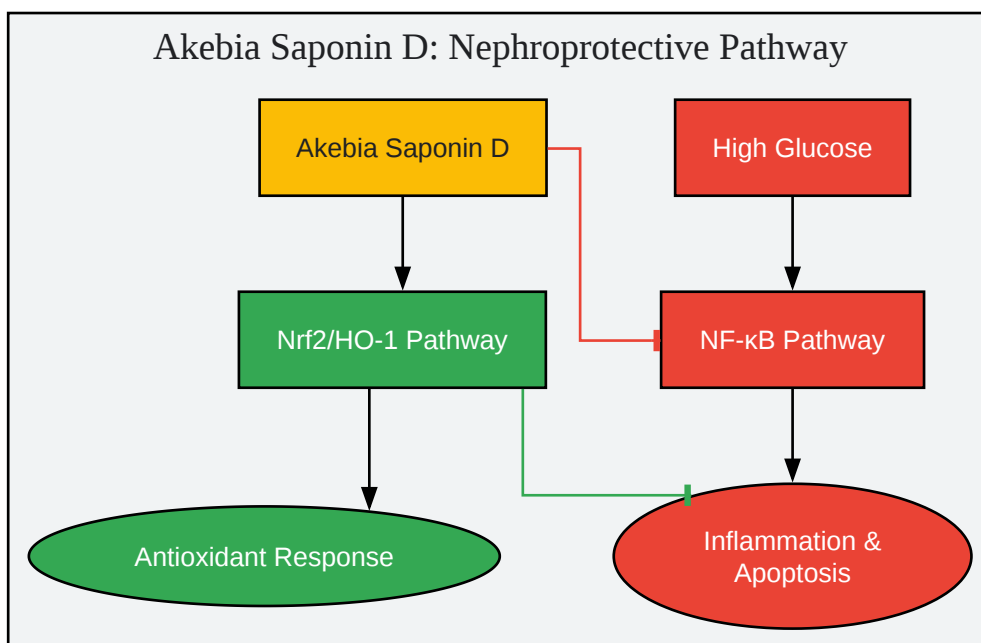 Akebia Saponin D: Nephroprotective Pathway
Akebia Saponin D
High Glucose
Nrf2/HO-1 Pathway
NF-κB Pathway
Antioxidant Response
Inflammation &
Apoptosis